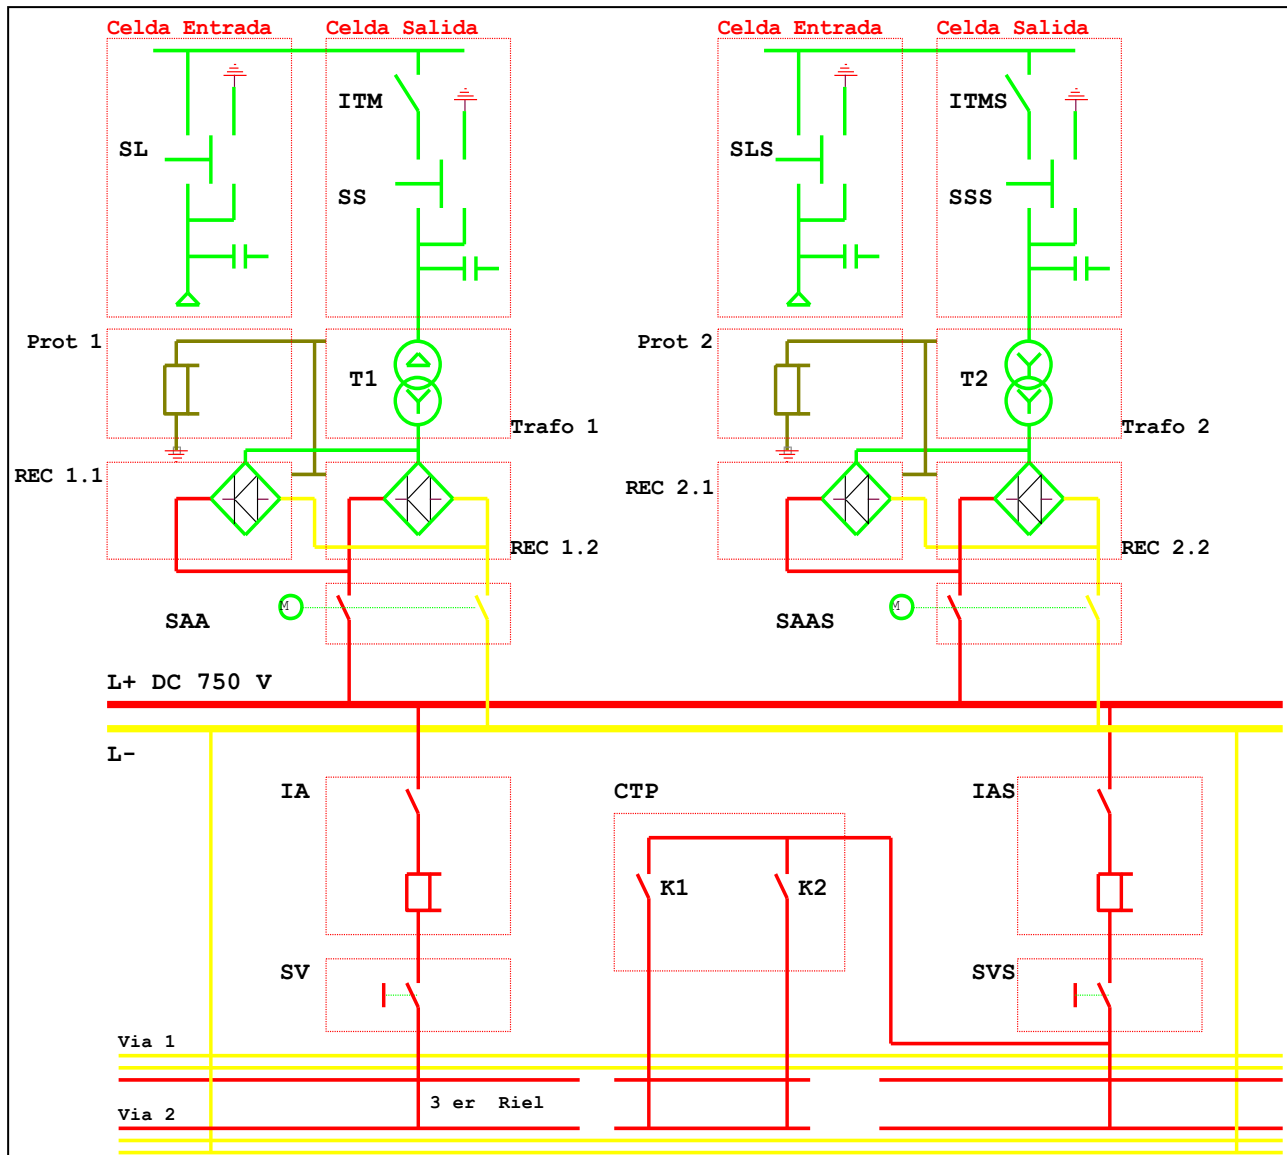 Celda Entrada
Celda Salida
Celda Entrada
Celda Salida
ITM
ITMS
SL
SLS
SS
SSS
Prot 1
Prot 2
T1
T2
Trafo 1
Trafo 2
REC 1.1
REC 2.1
REC 1.2
REC 2.2
M
M
SAA
SAAS
L+ DC 750 V
L-
IA
CTP
IAS
K1
K2
SV
SVS
Via 1
3 er Riel
Via 2